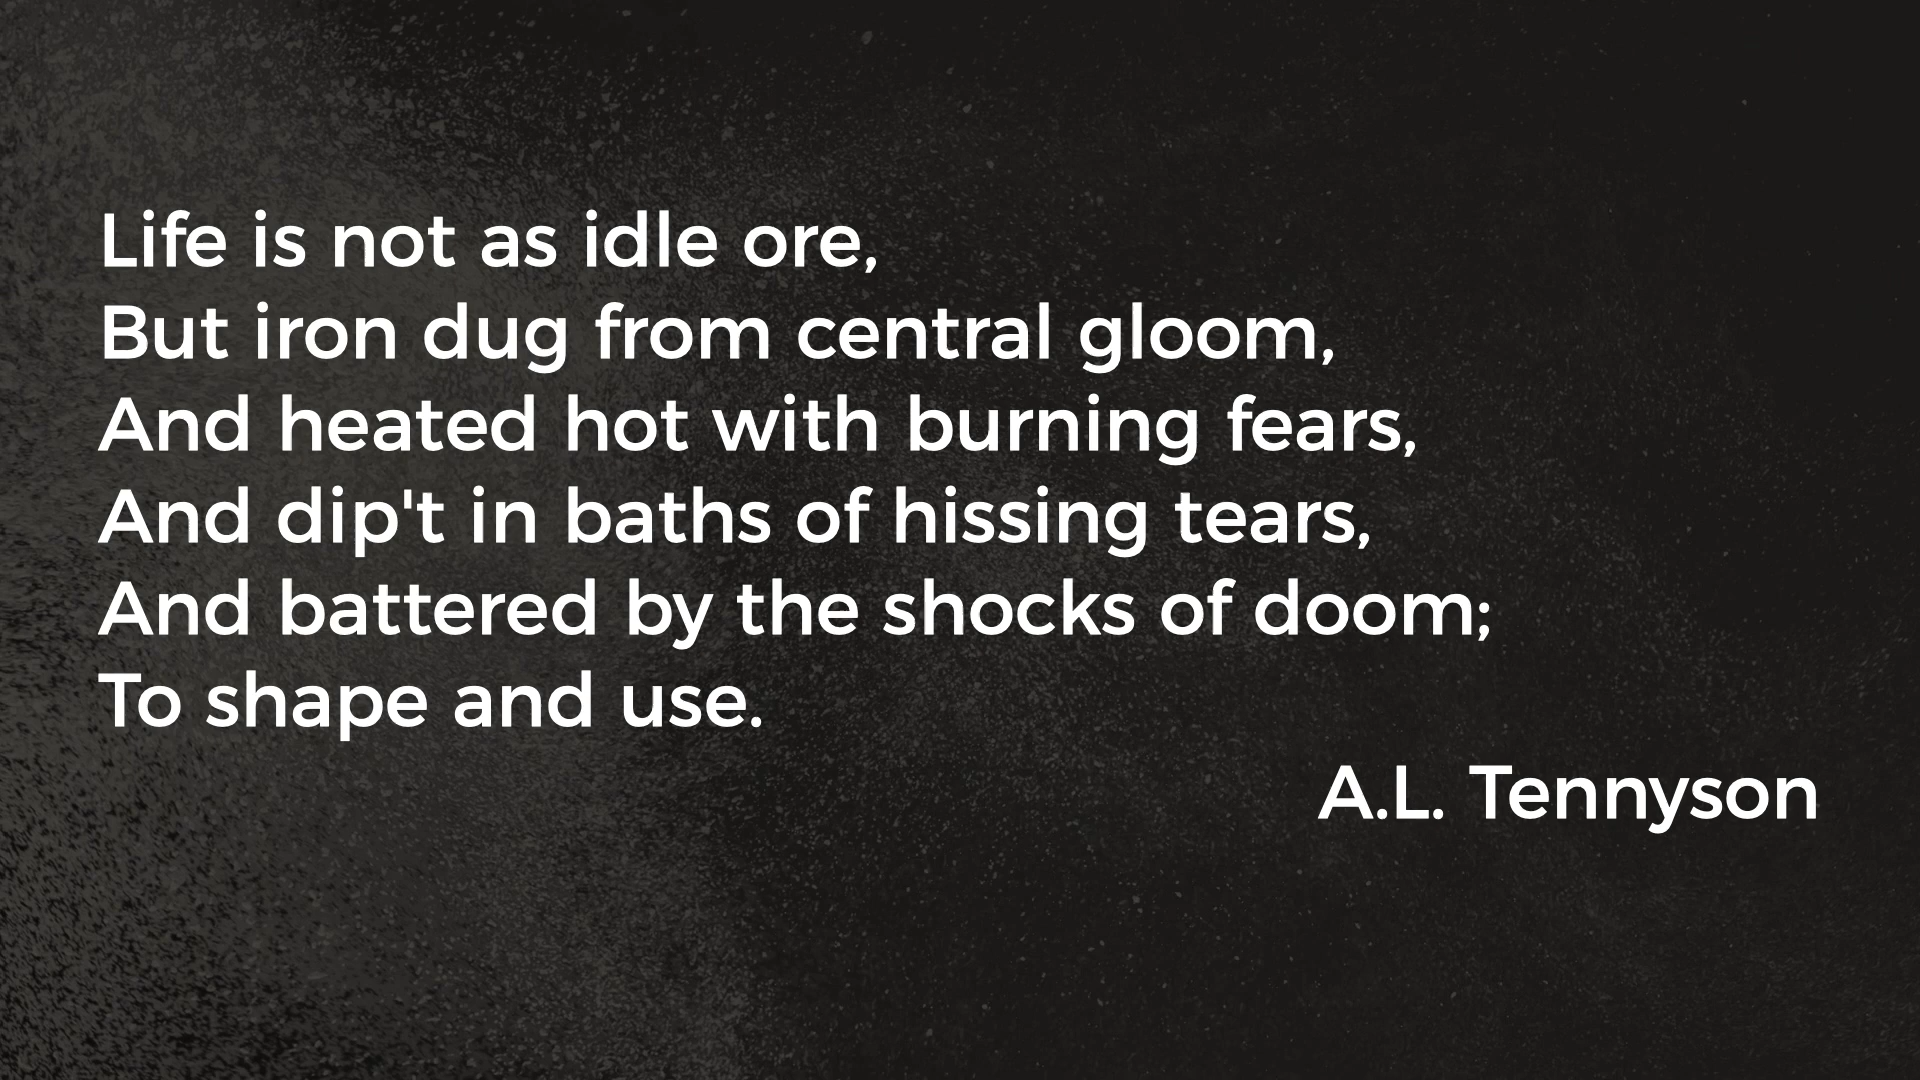 Life is not as idle ore,
But iron dug from central gloom,
And heated hot with burning fears,
And dip't in baths of hissing tears,
And battered by the shocks of doom;
To shape and use.
A.L. Tennyson